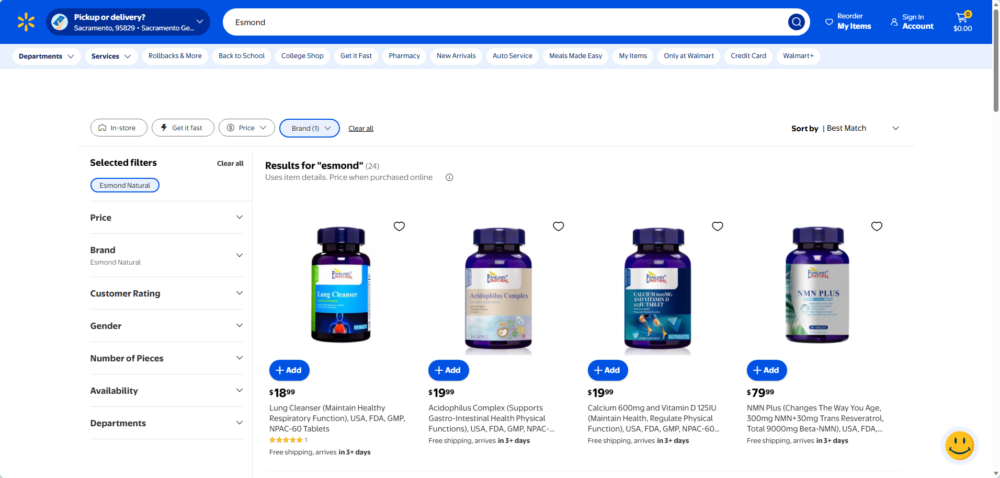 Pickup or delivery?
Sacramento, 95829 • Sacramento Ge...
Esmond
Reorder
My Items
Sign In
Account
0
$0.00
Departments
Services
Rollbacks & More
Back to School
College Shop
Get it Fast
Pharmacy
New Arrivals
Auto Service
Meals Made Easy
My Items
Only at Walmart
Credit Card
Walmart+
In-store
Get it fast
Price
Brand (1)
Clear all
Sort by | Best Match
Selected filters
Clear all
Esmond Natural
Price
Brand
Esmond Natural
Customer Rating
Gender
Number of Pieces
Availability
Departments
Results for "esmond" (24)
Uses item details. Price when purchased online
ESMOND NATURAL
Lung Cleanser
60 TABLETS
+ Add
$18 99
Lung Cleanser (Maintain Healthy
Respiratory Function), USA, FDA, GMP,
NPAC-60 Tablets
1
Free shipping, arrives in 3+ days
ESMOND NATURAL
Acidophilus Complex
DIETARY SUPPLEMENT
60 CAPSULES
+ Add
$19 99
Acidophilus Complex (Supports
Gastro-Intestinal Health Physical
Functions), USA, FDA, GMP, NPAC-...
Free shipping, arrives in 3+ days
ESMOND NATURAL
CALCIUM 600MG
AND VITAMIN D
125IU TABLET
DIETARY SUPPLEMENT
60TABLETS
+ Add
$19 99
Calcium 600mg and Vitamin D 125IU
(Maintain Health, Regulate Physical
Function), USA, FDA, GMP, NPAC-60...
Free shipping, arrives in 3+ days
ESMOND NATURAL
NMN PLUS
60 TABLETS
+ Add
$79 99
NMN Plus (Changes The Way You Age,
300mg NMN+30mg Trans Resveratrol,
Total 9000mg Beta-NMN), USA, FDA,...
Free shipping, arrives in 3+ days